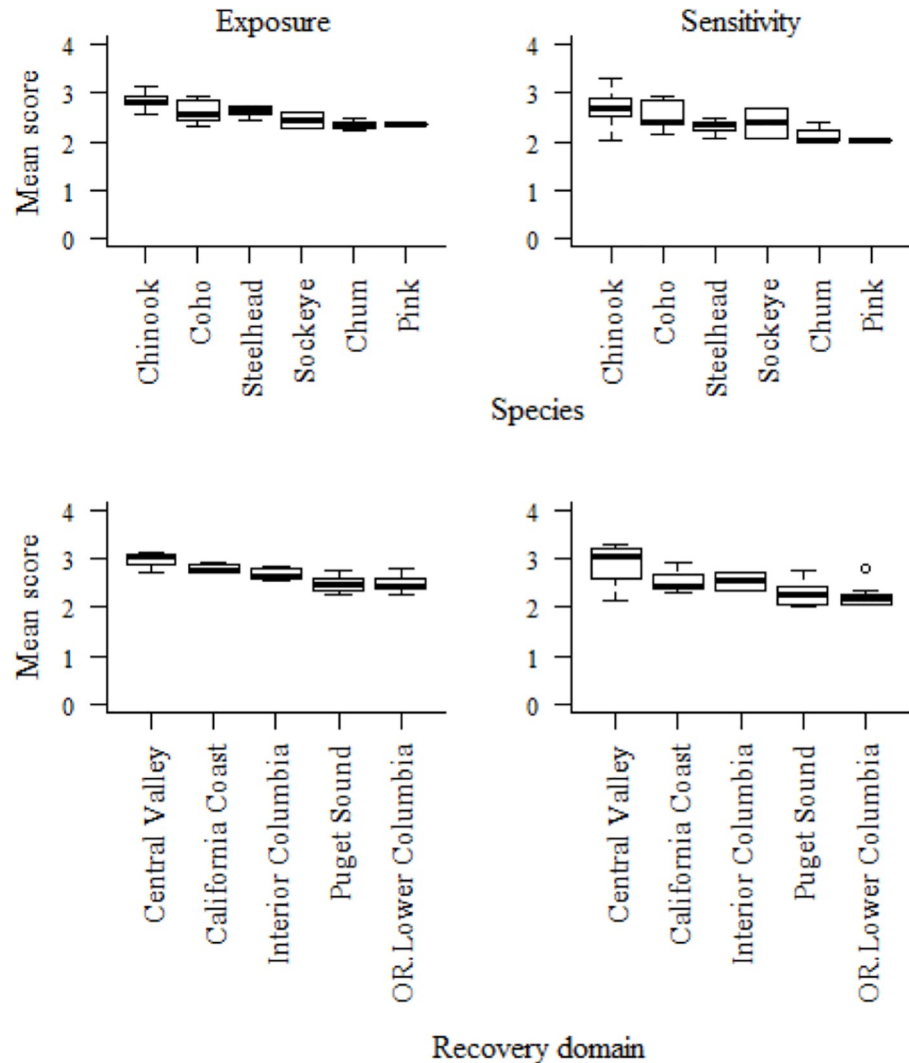 Exposure
Sensitivity
Mean score
4
3
2
1
0
4
3
2
1
0
Chinook
Coho
Steelhead
Sockeye
Chum
Pink
Chinook
Coho
Steelhead
Sockeye
Chum
Pink
Species
Mean score
4
3
2
1
0
4
3
2
1
0
Central Valley
California Coast
Interior Columbia
Puget Sound
OR.Lower Columbia
Central Valley
California Coast
Interior Columbia
Puget Sound
OR.Lower Columbia
Recovery domain